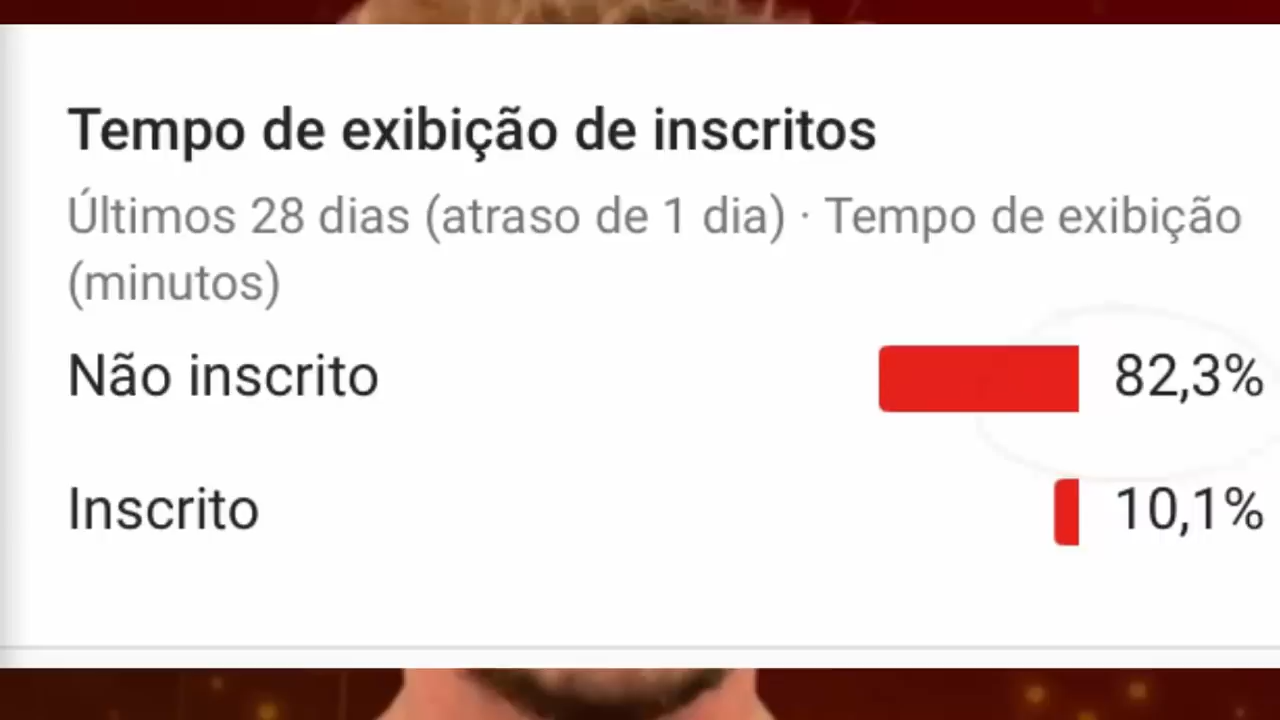 Tempo de exibição de inscritos
Últimos 28 dias (atraso de 1 dia) · Tempo de exibição
(minutos)
Não inscrito 82,3%
Inscrito 10,1%